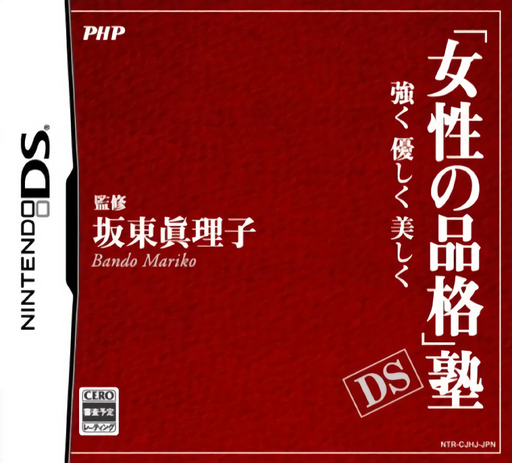 NINTENDO DS
PHP
「女性の品格」塾
強く 優しく 美しく
DS
監修
坂東眞理子
Bando Mariko
CERO
審査予定
レーティング
NTR-CJHJ-JPN